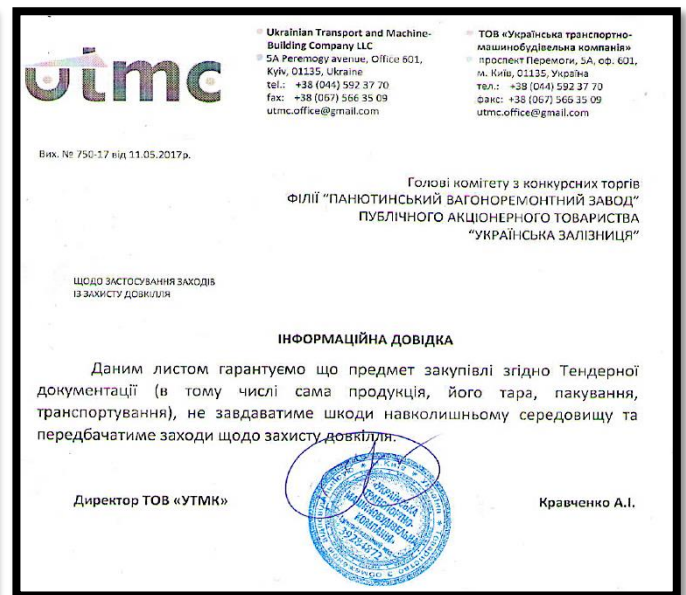 utmc
Ukrainian Transport and Machine-
Building Company LLC
5A Peremogy avenue, Office 601,
Kyiv, 01135, Ukraine
tel.: +38 (044) 592 37 70
fax: +38 (067) 566 35 09
utmc.office@gmail.com
ТОВ «Українська транспортно-
машинобудівельна компанія»
проспект Перемоги, 5А, оф. 601,
м. Київ, 01135, Україна
тел.: +38 (044) 592 37 70
факс: +38 (067) 566 35 09
utmc.office@gmail.com
Вих. № 750-17 від 11.05.2017р.
Голові комітету з конкурсних торгів
ФІЛІЇ "ПАНЮТИНСЬКИЙ ВАГОНОРЕМОНТНИЙ ЗАВОД"
ПУБЛІЧНОГО АКЦІОНЕРНОГО ТОВАРИСТВА
"УКРАЇНСЬКА ЗАЛІЗНИЦЯ"
ЩОДО ЗАСТОСУВАННЯ ЗАХОДІВ
ІЗ ЗАХИСТУ ДОВКІЛЛЯ
ІНФОРМАЦІЙНА ДОВІДКА
Даним листом гарантуємо що предмет закупівлі згідно Тендерної
документації (в тому числі сама продукція, його тара, пакування,
транспортування), не завдаватиме шкоди навколишньому середовищу та
передбачатиме заходи щодо захисту довкілля.
Директор ТОВ «УТМК»
Кравченко А.І.
«УКРАЇНСЬКА
ТРАНСПОРТНО-
МАШИНОБУДІВЕЛЬНА
КОМПАНІЯ»
39284672